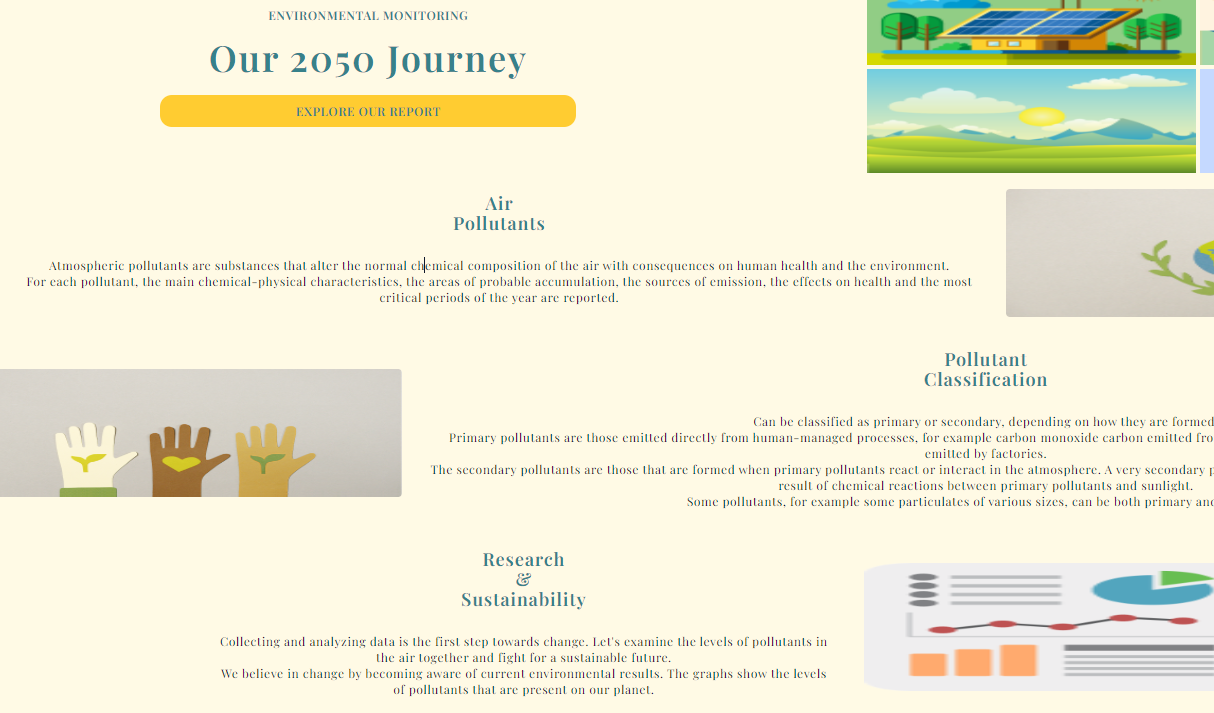 ENVIRONMENTAL MONITORING
Our 2050 Journey
EXPLORE OUR REPORT
Air
Pollutants
Atmospheric pollutants are substances that alter the normal chemical composition of the air with consequences on human health and the environment.
For each pollutant, the main chemical-physical characteristics, the areas of probable accumulation, the sources of emission, the effects on health and the most
critical periods of the year are reported.
Pollutant
Classification
Can be classified as primary or secondary, depending on how they are formed
Primary pollutants are those emitted directly from human-managed processes, for example carbon monoxide carbon emitted fro
emitted by factories.
The secondary pollutants are those that are formed when primary pollutants react or interact in the atmosphere. A very secondary p
result of chemical reactions between primary pollutants and sunlight.
Some pollutants, for example some particulates of various sizes, can be both primary and
Research
&
Sustainability
Collecting and analyzing data is the first step towards change. Let's examine the levels of pollutants in
the air together and fight for a sustainable future.
We believe in change by becoming aware of current environmental results. The graphs show the levels
of pollutants that are present on our planet.